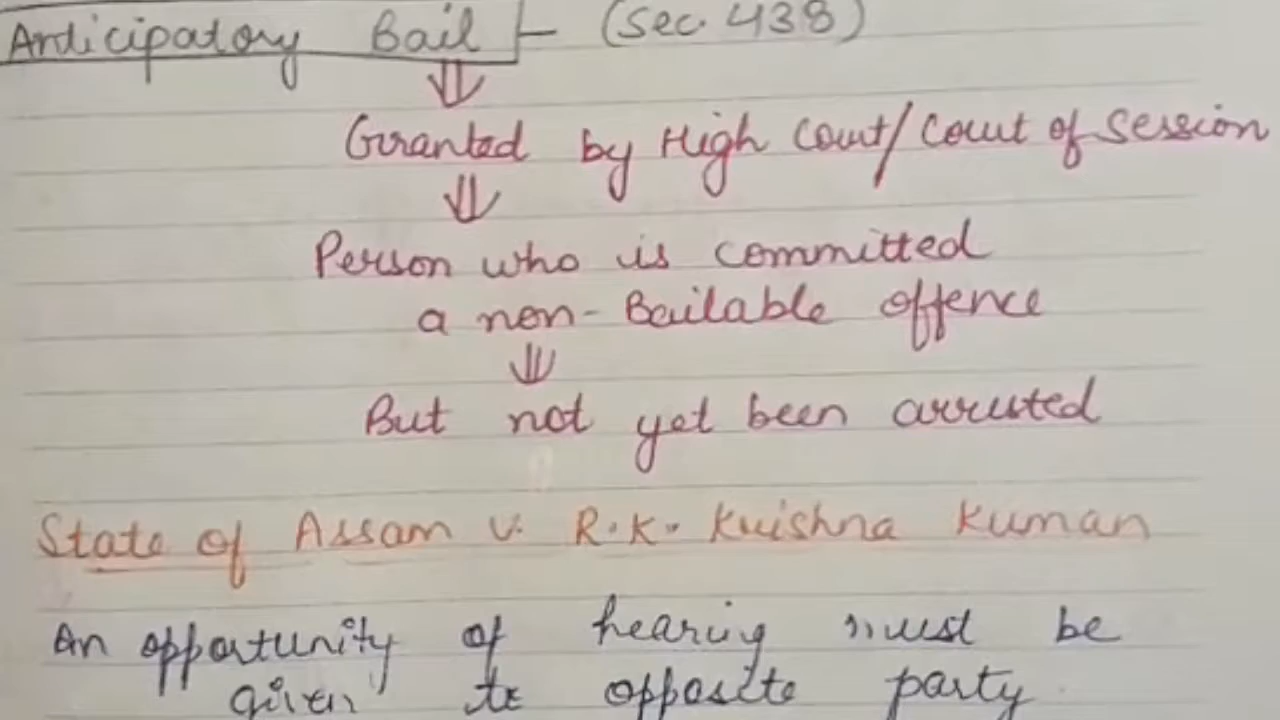 Anticipatory Bail :- (Sec. 438)
Granted by High Court/Court of Session
Person who is committed
a non-Bailable offence
But not yet been arrested
State of Assam v. R.K. Krishna Kumar
An opportunity of hearing must be
given to opposite party